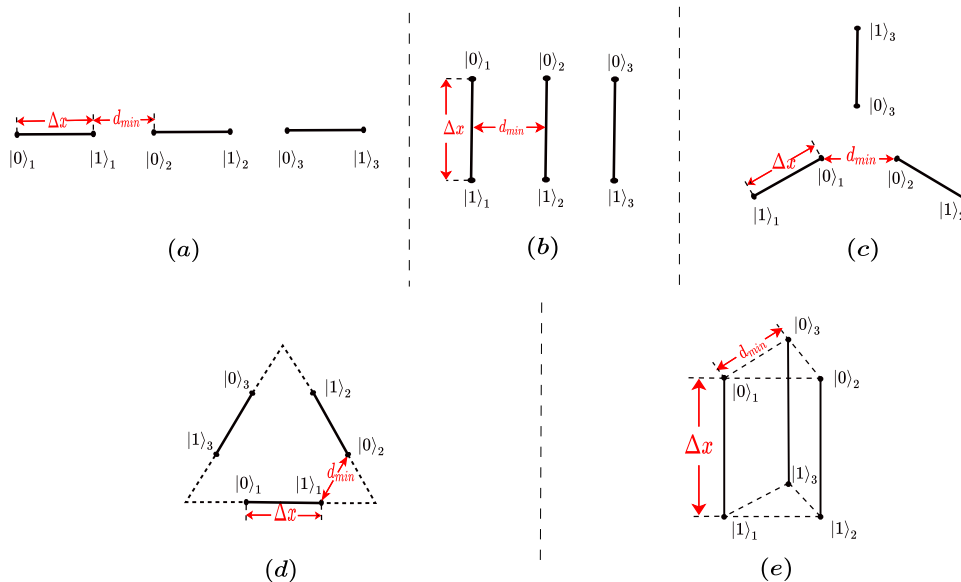 Δx d_min
|0⟩₁ |1⟩₁ |0⟩₂ |1⟩₂ |0⟩₃ |1⟩₃
(a)
|0⟩₁ |0⟩₂ |0⟩₃
Δx d_min
|1⟩₁ |1⟩₂ |1⟩₃
(b)
|1⟩₃
|0⟩₃
Δx d_min
|0⟩₁ |0⟩₂
|1⟩₁ |1⟩₂
(c)
|0⟩₃ |1⟩₂
|1⟩₃ |0⟩₂
d_min
|0⟩₁ |1⟩₁
Δx
(d)
|0⟩₃
d_min
|0⟩₁ |0⟩₂
Δx
|1⟩₃
|1⟩₁ |1⟩₂
(e)